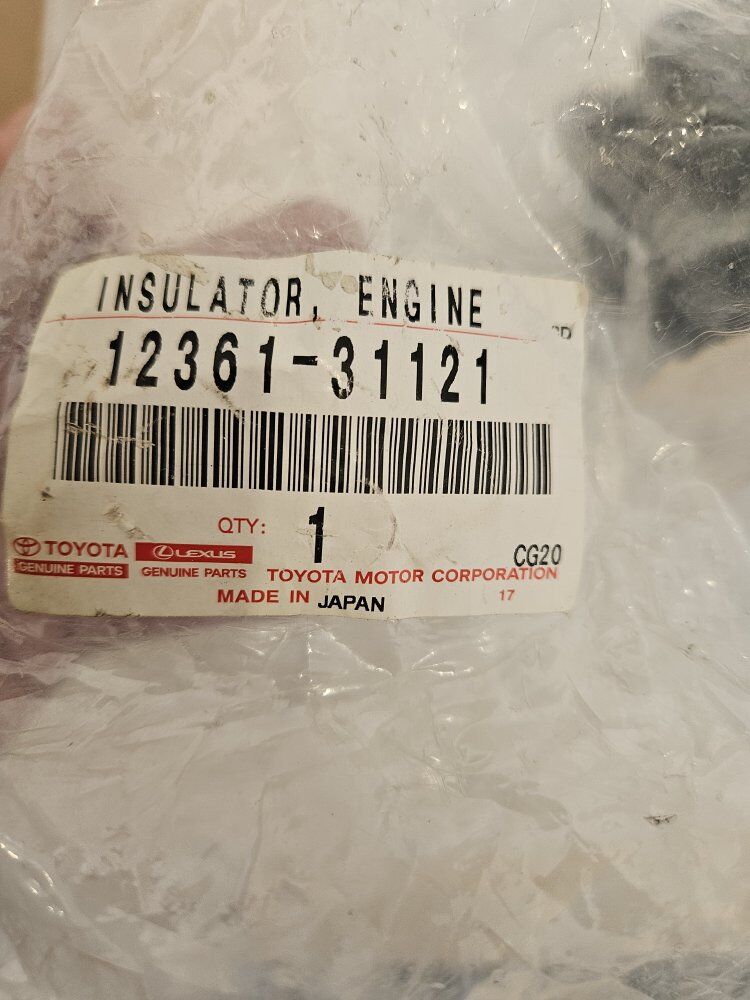 INSULATOR, ENGINE
12361-31121
QTY: 1
TOYOTA LEXUS CG20
GENUINE PARTS GENUINE PARTS TOYOTA MOTOR CORPORATION
MADE IN JAPAN 17